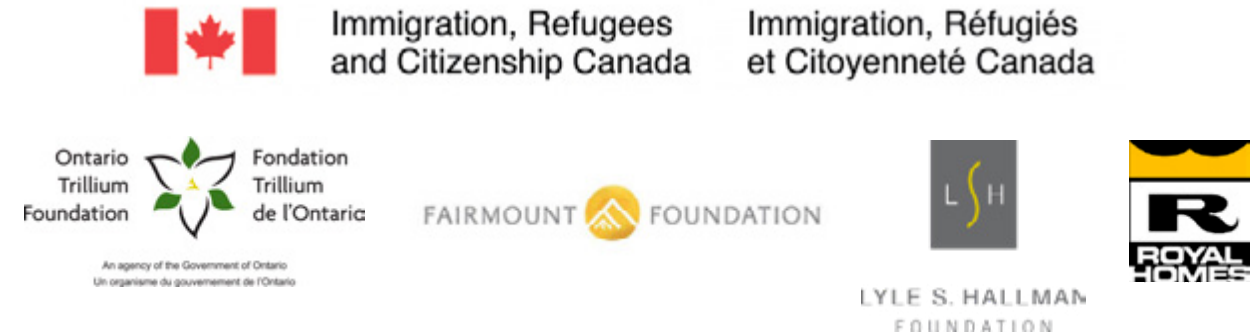 Immigration, Refugees
and Citizenship Canada
Immigration, Réfugiés
et Citoyenneté Canada
Ontario
Trillium
Foundation
Fondation
Trillium
de l'Ontario
An agency of the Government of Ontario
Un organisme du gouvernement de l'Ontario
FAIRMOUNT FOUNDATION
L S H
LYLE S. HALLMAN
FOUNDATION
R
ROYAL
HOMES